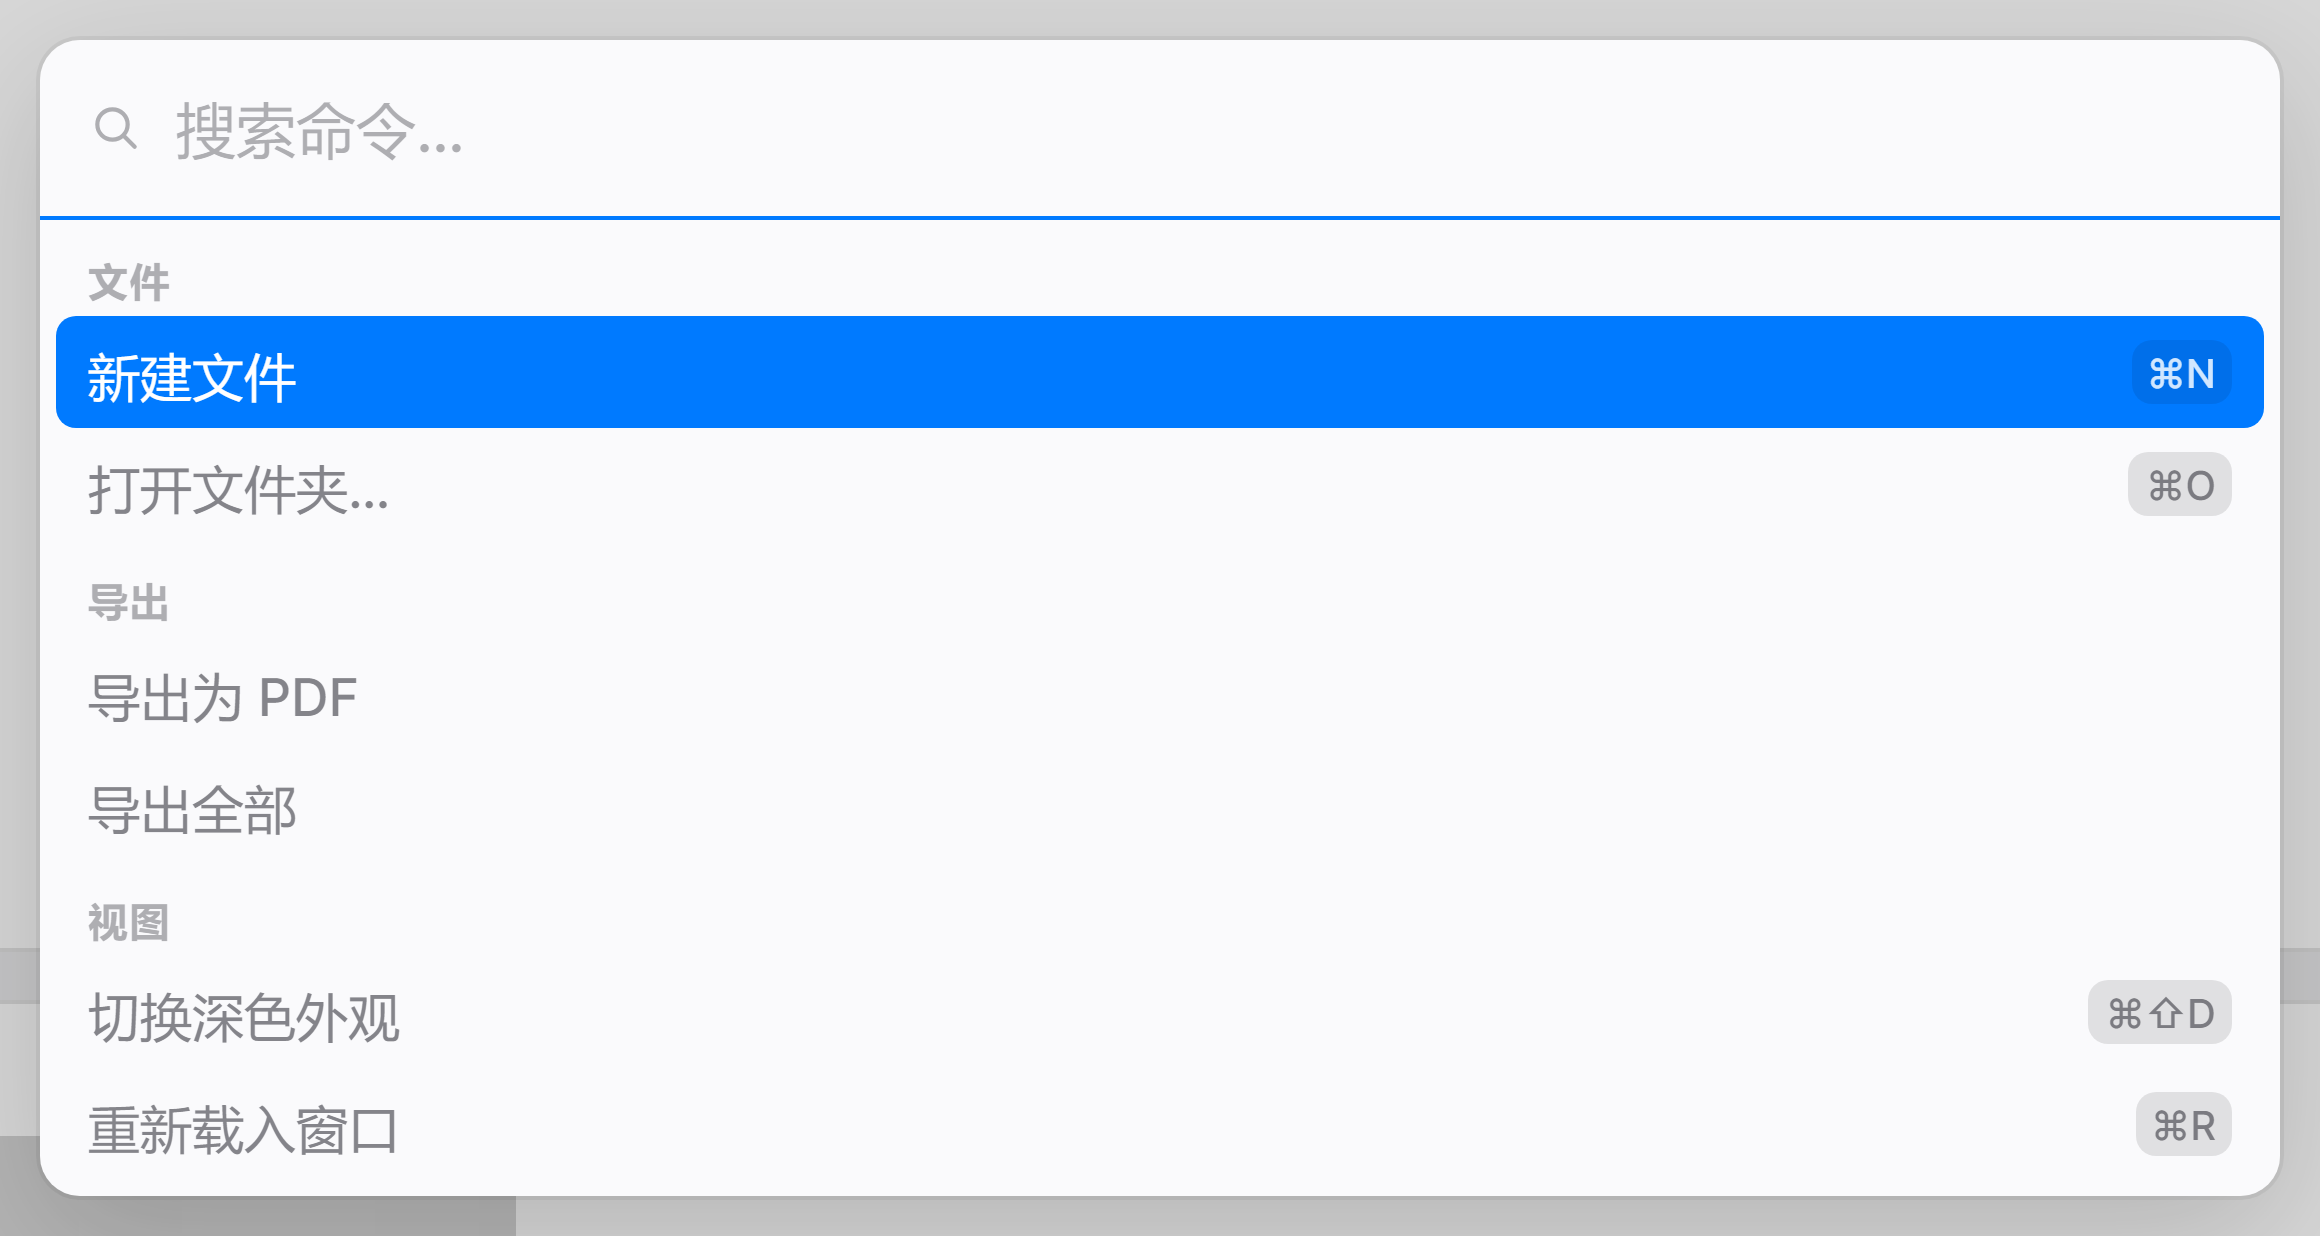 搜索命令...
文件
新建文件 ⌘N
打开文件夹... ⌘O
导出
导出为 PDF
导出全部
视图
切换深色外观 ⌘⇧D
重新载入窗口 ⌘R